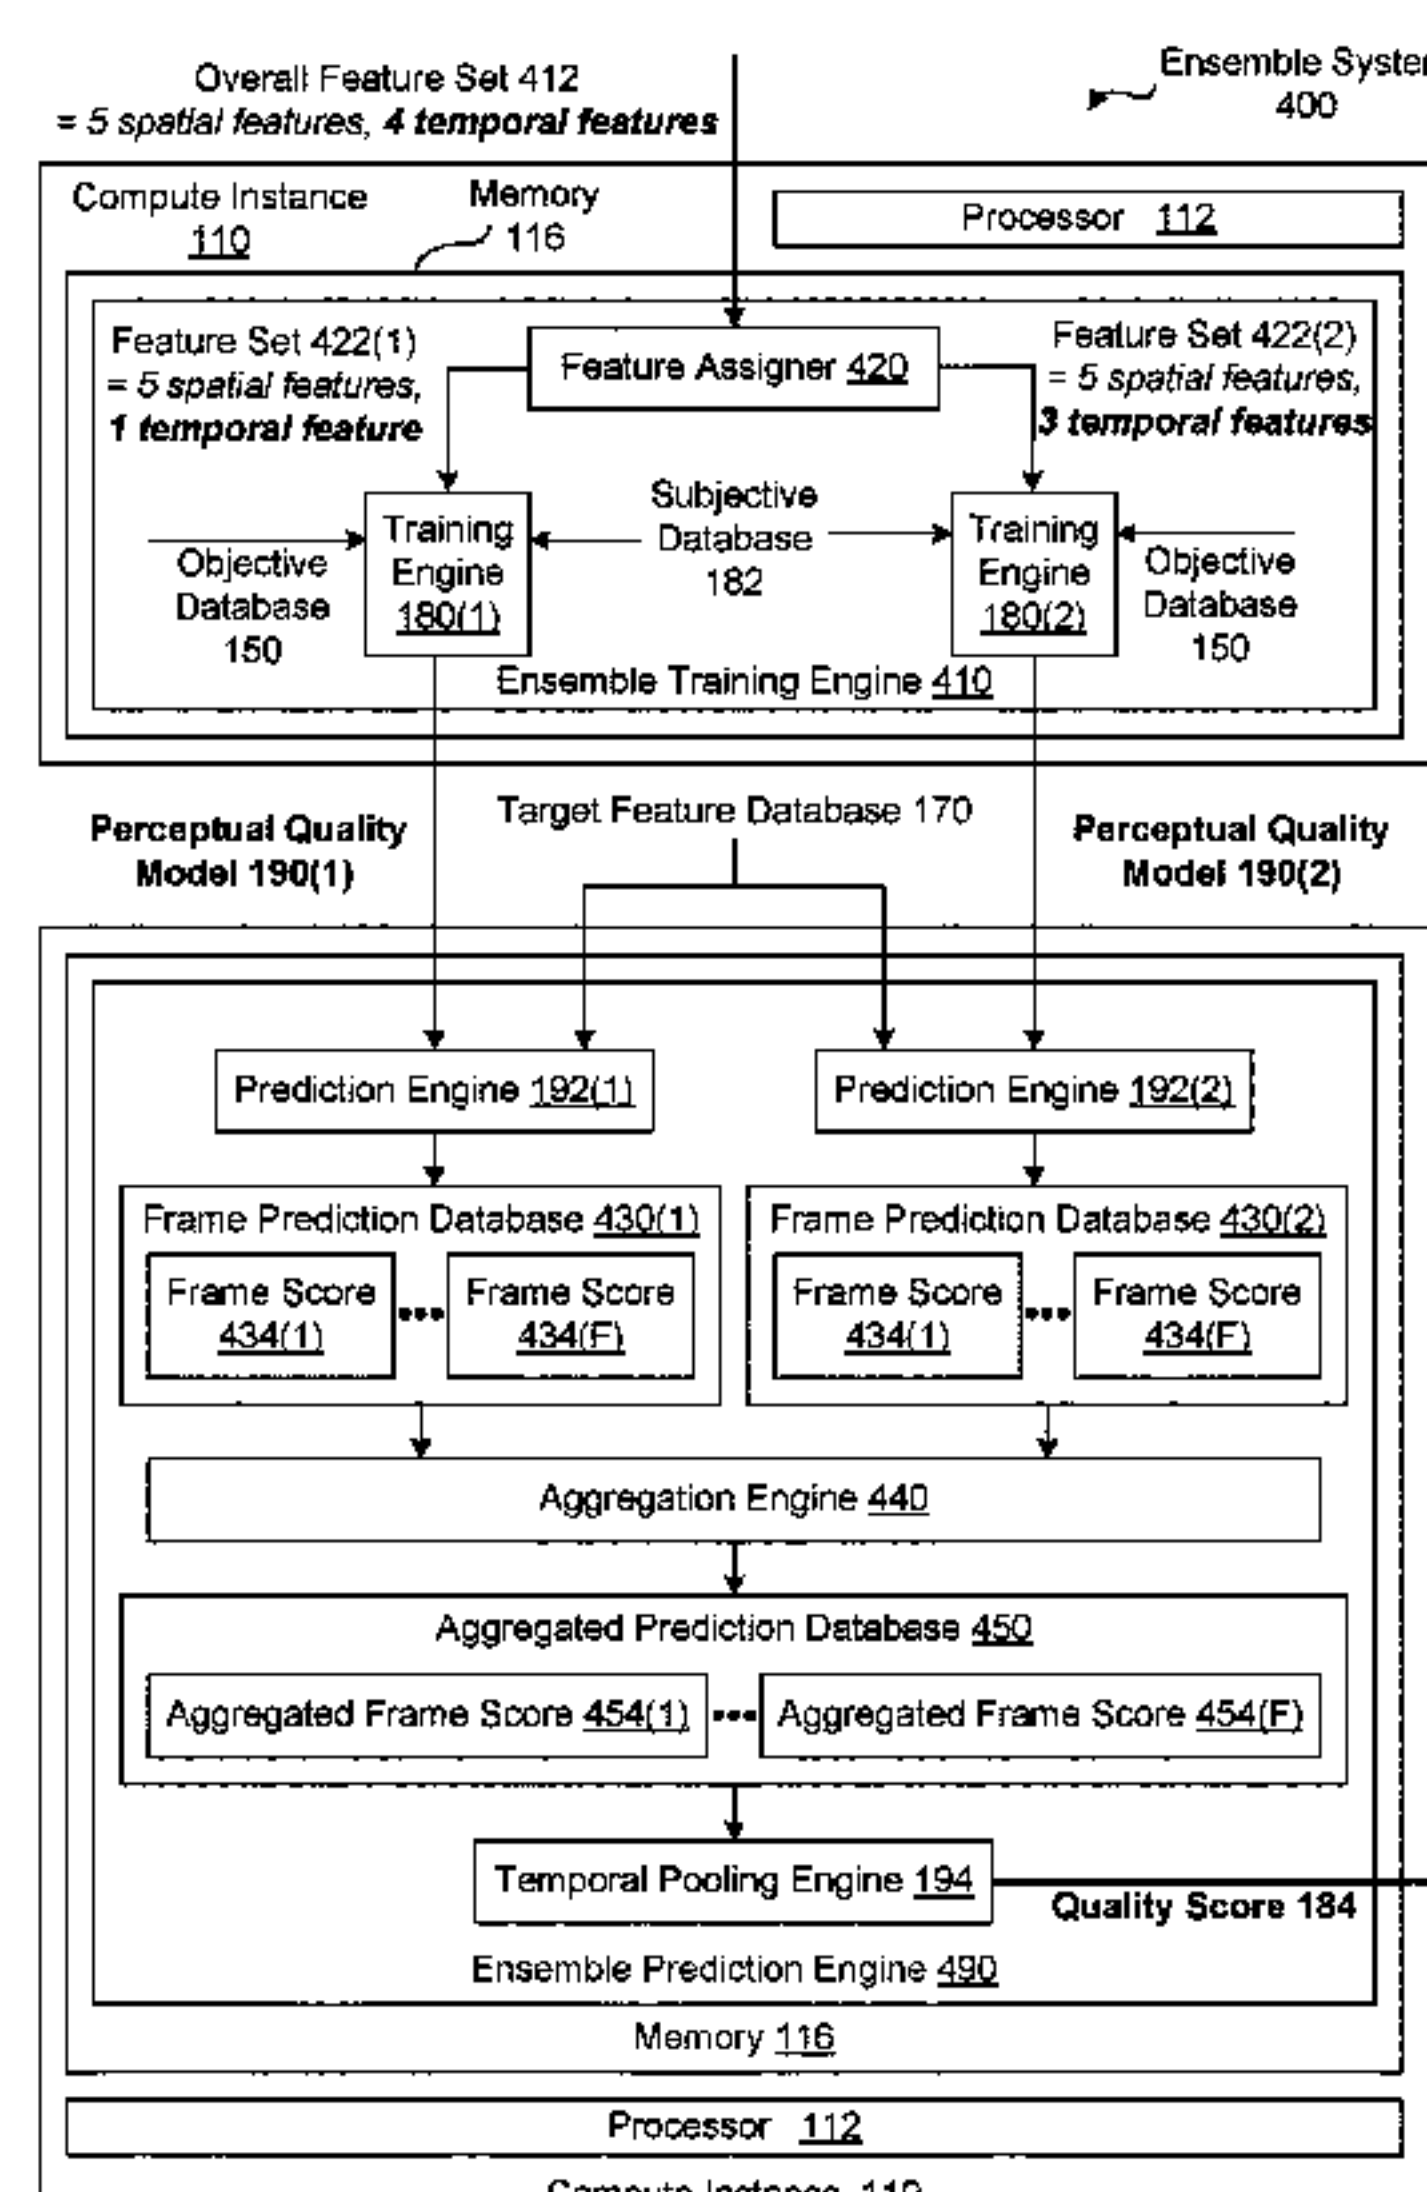 Overall Feature Set 412
= 5 spatial features, 4 temporal features
Ensemble
400
Compute Instance
110
Memory
116
Processor 112
Feature Set 422(1)
= 5 spatial features,
1 temporal feature
Feature Assigner 420
Feature Set 422(2)
= 5 spatial features,
3 temporal features
Objective
Database
150
Training
Engine
180(1)
Subjective
Database
182
Training
Engine
180(2)
Objective
Database
150
Ensemble Training Engine 410
Perceptual Quality
Model 190(1)
Target Feature Database 170
Perceptual Quality
Model 190(2)
Prediction Engine 192(1)
Prediction Engine 192(2)
Frame Prediction Database 430(1)
Frame Score
434(1)
•••
Frame Score
434(F)
Frame Prediction Database 430(2)
Frame Score
434(1)
•••
Frame Score
434(F)
Aggregation Engine 440
Aggregated Prediction Database 450
Aggregated Frame Score 454(1) ••• Aggregated Frame Score 454(F)
Temporal Pooling Engine 194
Quality Score 184
Ensemble Prediction Engine 490
Memory 116
Processor 112
Compute Instance 110